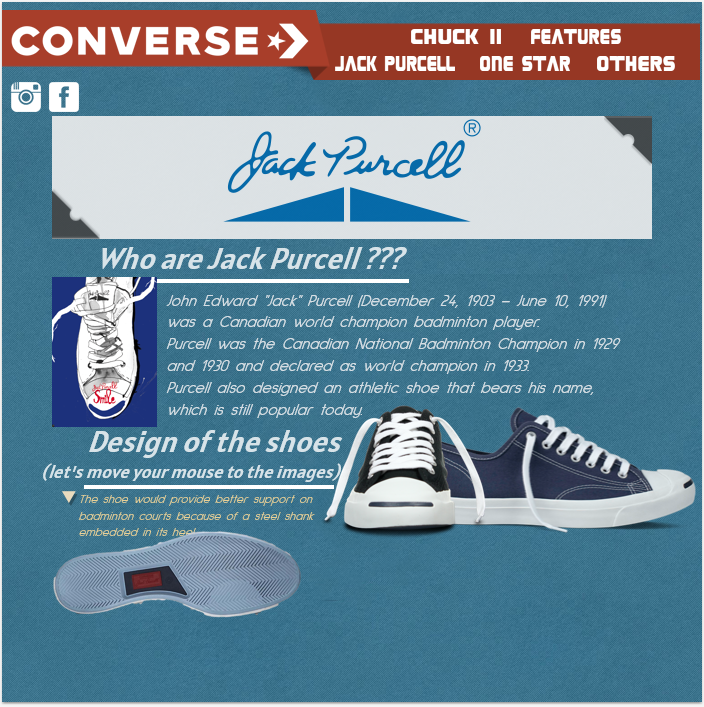 CONVERSE
CHUCK II FEATURES
JACK PURCELL ONE STAR OTHERS
Jack Purcell ®
Who are Jack Purcell ???
John Edward "Jack" Purcell (December 24, 1903 – June 10, 1991)
was a Canadian world champion badminton player.
Purcell was the Canadian National Badminton Champion in 1929
and 1930 and declared as world champion in 1933.
Purcell also designed an athletic shoe that bears his name,
which is still popular today.
Smile
Design of the shoes
(let's move your mouse to the images)
The shoe would provide better support on
badminton courts because of a steel shank
embedded in its heel